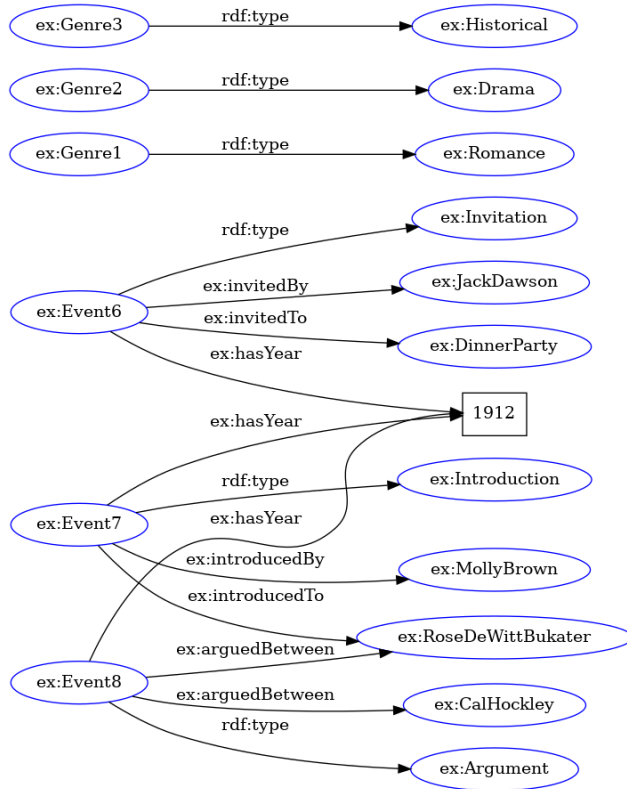 ex:Genre3 rdf:type ex:Historical
ex:Genre2 rdf:type ex:Drama
ex:Genre1 rdf:type ex:Romance
rdf:type ex:Invitation
ex:invitedBy ex:JackDawson
ex:Event6 ex:invitedTo ex:DinnerParty
ex:hasYear
ex:hasYear 1912
rdf:type ex:Introduction
ex:Event7 ex:hasYear
ex:introducedBy ex:MollyBrown
ex:introducedTo ex:RoseDeWittBukater
ex:arguedBetween
ex:Event8 ex:arguedBetween ex:CalHockley
rdf:type ex:Argument